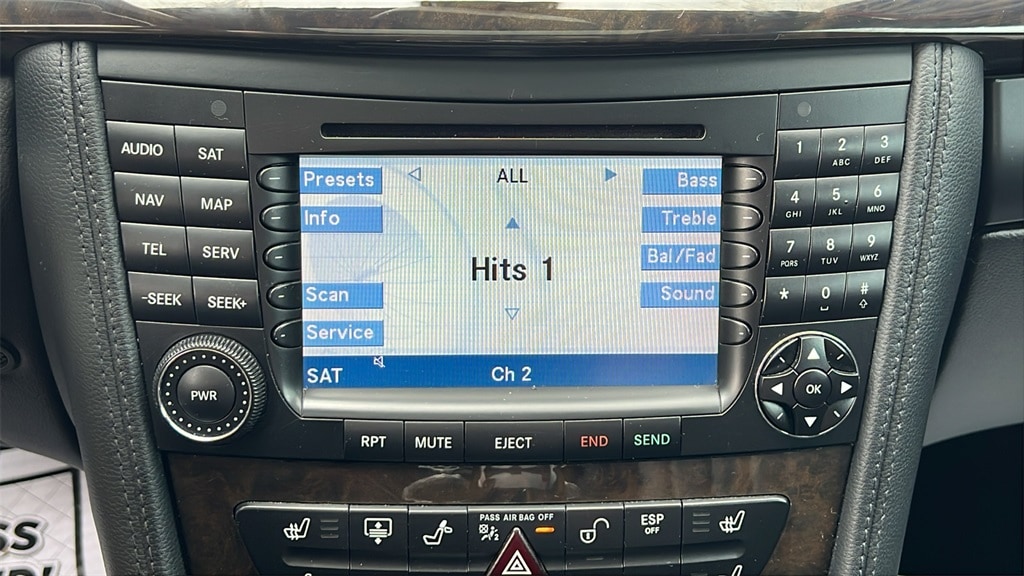 AUDIO SAT
NAV MAP
TEL SERV
-SEEK SEEK+
PWR
Presets ALL Bass
Info Treble
Hits 1 Bal/Fad
Scan Sound
Service
SAT Ch 2
1 2 ABC 3 DEF
4 GHI 5 JKL 6 MNO
7 PQRS 8 TUV 9 WXYZ
* 0 #
OK
RPT MUTE EJECT END SEND
PASS AIR BAG OFF
2
ESP
OFF
SS